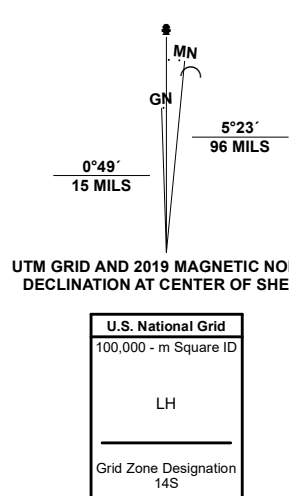 MN
GN
5°23´
96 MILS
0°49´
15 MILS
UTM GRID AND 2019 MAGNETIC NO
DECLINATION AT CENTER OF SHE
U.S. National Grid
100,000 - m Square ID
LH
Grid Zone Designation
14S